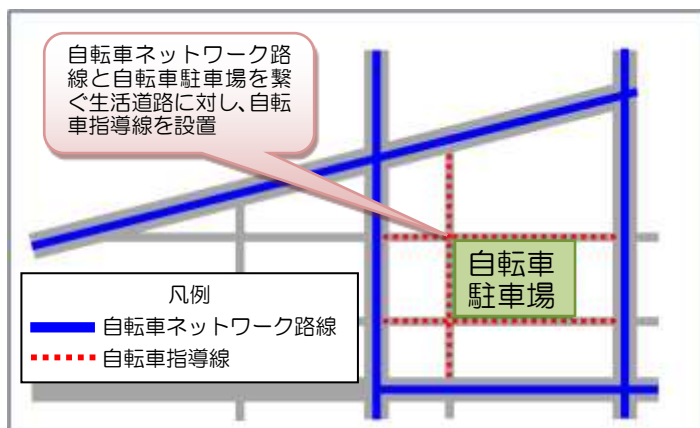 自転車ネットワーク路
線と自転車駐車場を繋
ぐ生活道路に対し、自転
車指導線を設置
自転車
駐車場
凡例
自転車ネットワーク路線
自転車指導線